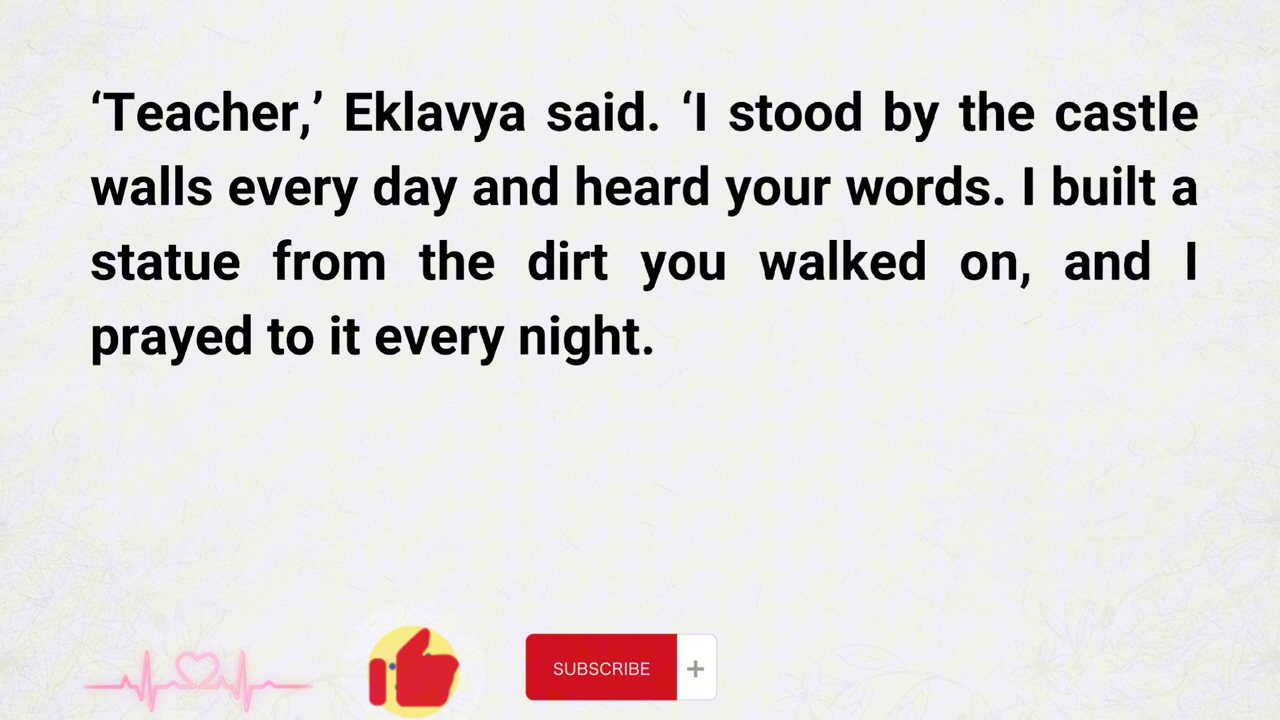 ‘Teacher,’ Eklavya said. ‘I stood by the castle
walls every day and heard your words. I built a
statue from the dirt you walked on, and I
prayed to it every night.
SUBSCRIBE +